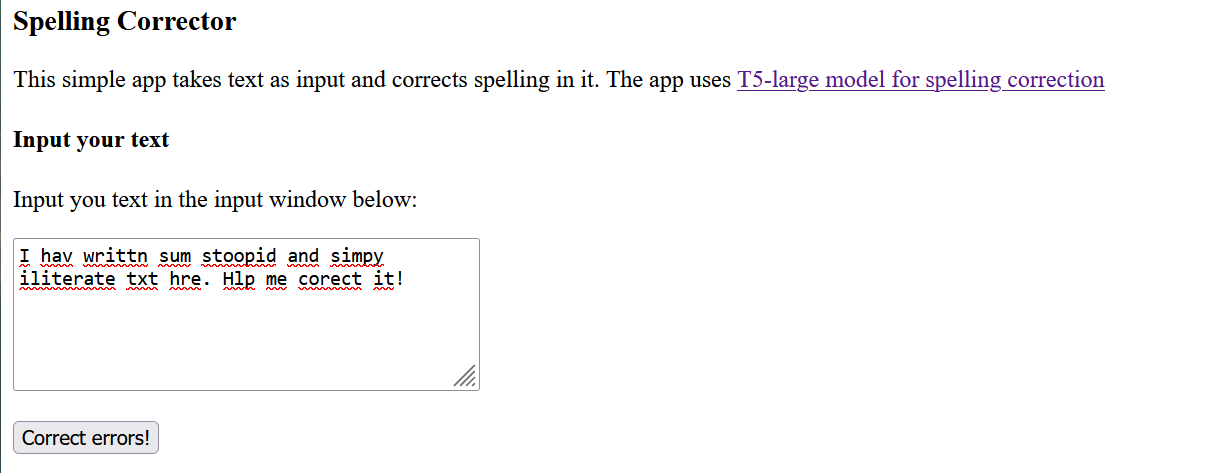 Spelling Corrector
This simple app takes text as input and corrects spelling in it. The app uses T5-large model for spelling correction
Input your text
Input you text in the input window below:
I hav writtn sum stoopid and simpy
iliterate txt hre. Hlp me corect it!
Correct errors!